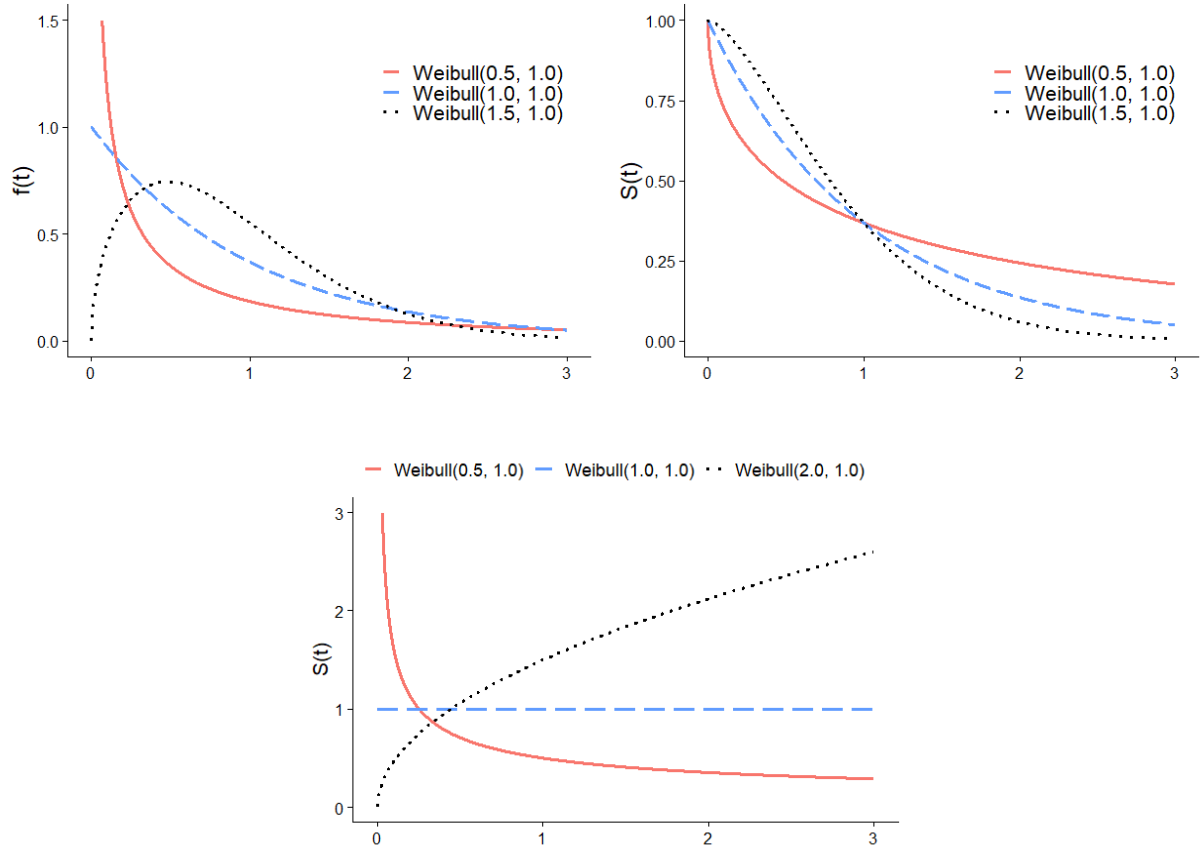 1.5
1.0
0.5
0.0
f(t)
0 1 2 3
Weibull(0.5, 1.0)
Weibull(1.0, 1.0)
Weibull(1.5, 1.0)
1.00
0.75
0.50
0.25
0.00
S(t)
0 1 2 3
Weibull(0.5, 1.0)
Weibull(1.0, 1.0)
Weibull(1.5, 1.0)
Weibull(0.5, 1.0) Weibull(1.0, 1.0) Weibull(2.0, 1.0)
3
2
1
0
S(t)
0 1 2 3